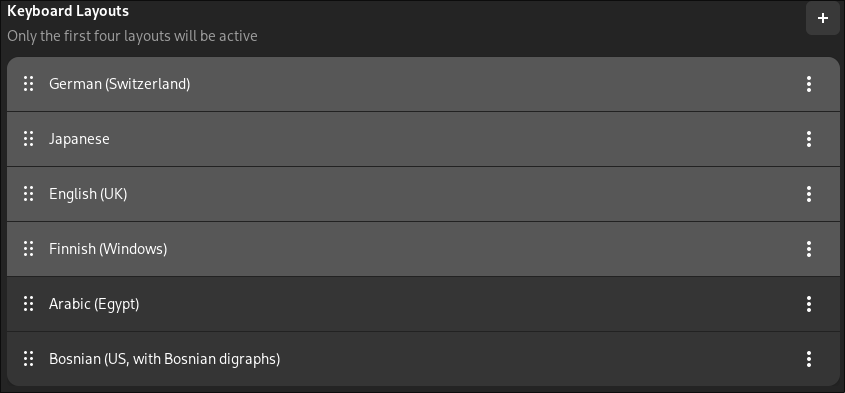 Keyboard Layouts
Only the first four layouts will be active
German (Switzerland)
Japanese
English (UK)
Finnish (Windows)
Arabic (Egypt)
Bosnian (US, with Bosnian digraphs)